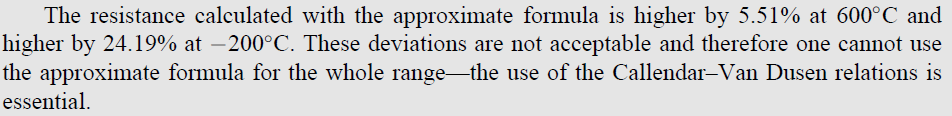 The resistance calculated with the approximate formula is higher by 5.51% at 600°C and
higher by 24.19% at −200°C. These deviations are not acceptable and therefore one cannot use
the approximate formula for the whole range—the use of the Callendar–Van Dusen relations is
essential.